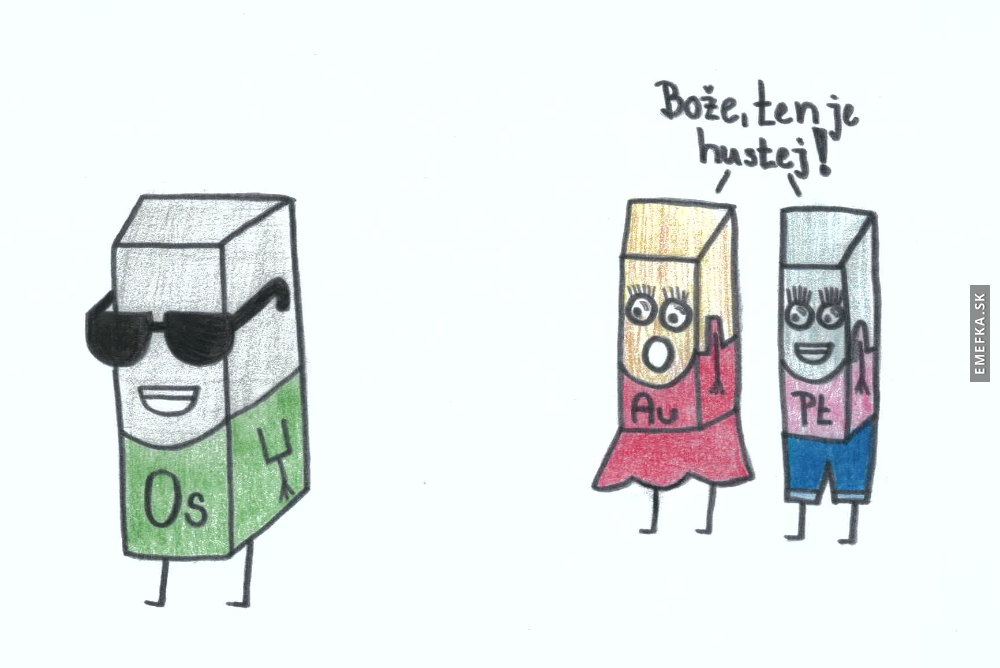 Bože, ten je
hustej!
Os
Au
Pt
EMEFKA.SK